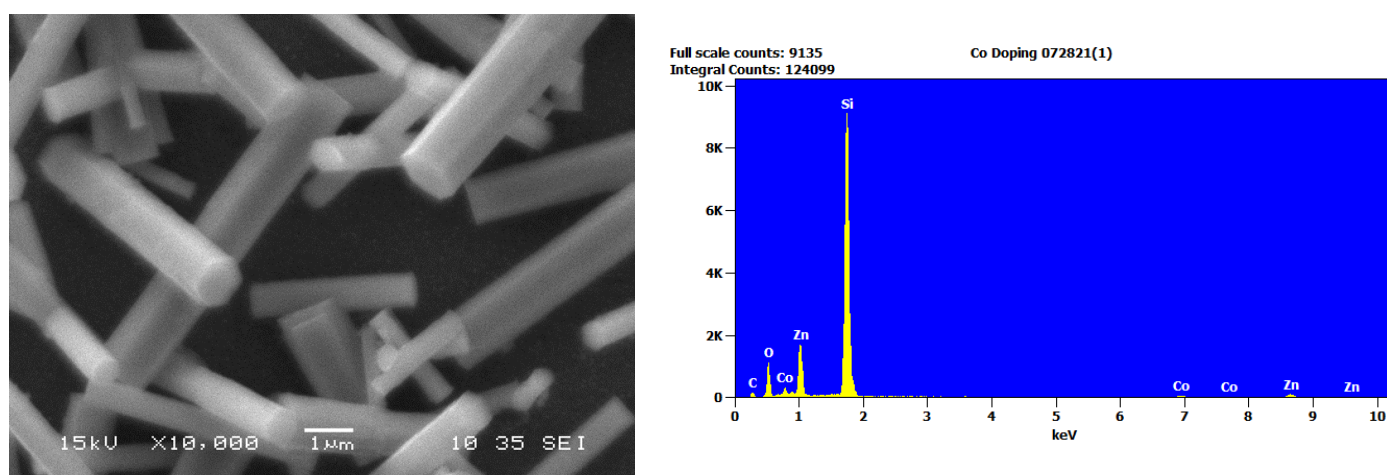 15kV X10,000 1μm 10 35 SEI
Full scale counts: 9135 Co Doping 072821(1)
Integral Counts: 124099
10K
8K
6K
4K
2K
0
Si
Zn
O
Co
C
Co
Co
Zn
Zn
0 1 2 3 4 5 6 7 8 9 10
keV